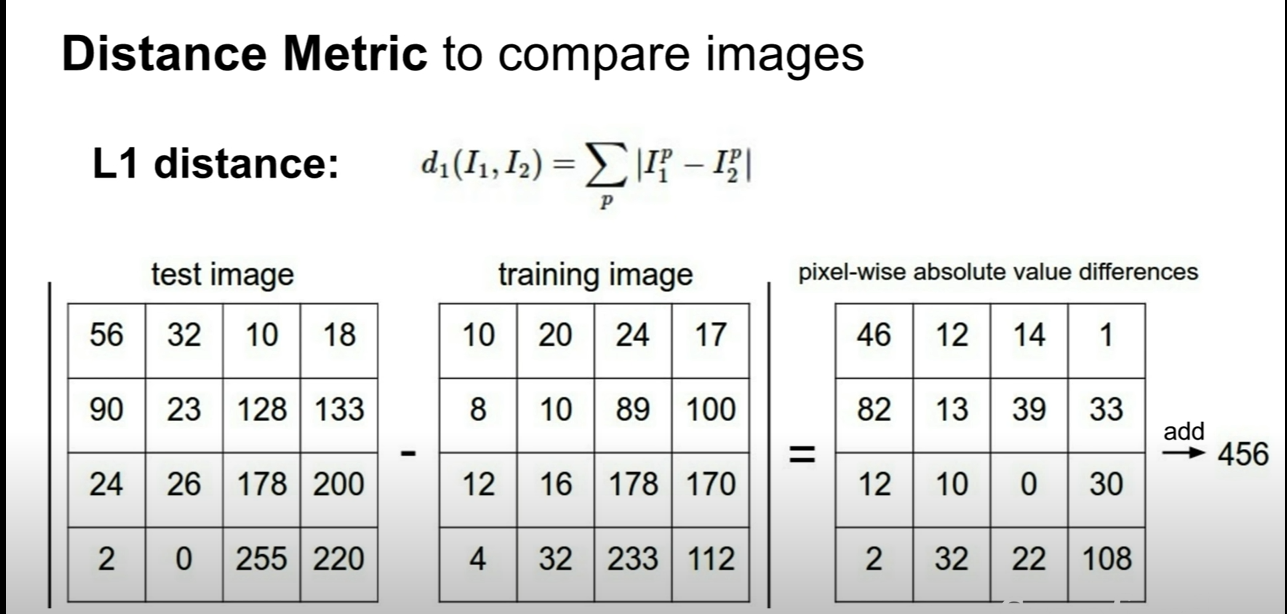 Distance Metric to compare images
L1 distance: d₁(I₁, I₂) = ∑ₚ |I₁ᵖ − I₂ᵖ|
test image training image pixel-wise absolute value differences
56 32 10 18 10 20 24 17 46 12 14 1
90 23 128 133 8 10 89 100 82 13 39 33
add
- = 456
24 26 178 200 12 16 178 170 12 10 0 30
2 0 255 220 4 32 233 112 2 32 22 108